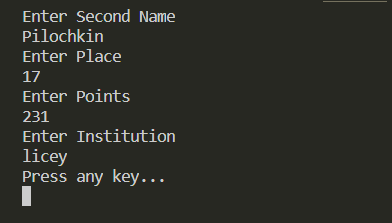 Enter Second Name
Pilochkin
Enter Place
17
Enter Points
231
Enter Institution
licey
Press any key...